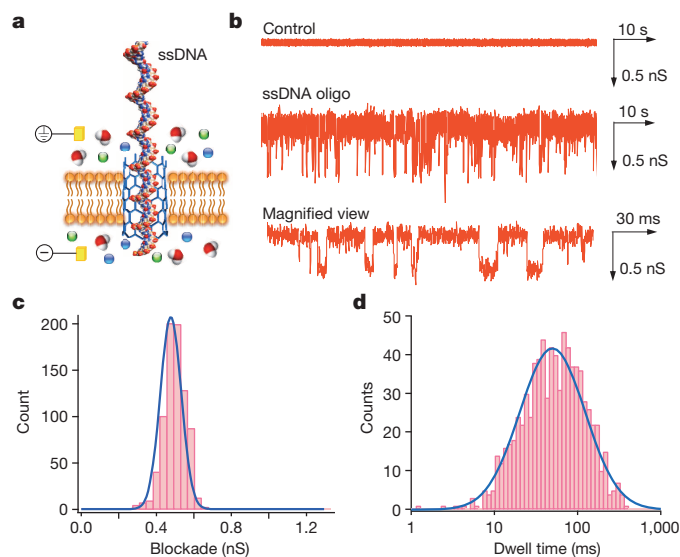 a
ssDNA
b
Control
10 s
0.5 nS
ssDNA oligo
10 s
0.5 nS
Magnified view
30 ms
0.5 nS
c
200
150
100
50
0
Count
0.0
0.4
0.8
1.2
Blockade (nS)
d
50
40
30
20
10
0
Counts
1
10
100
1,000
Dwell time (ms)